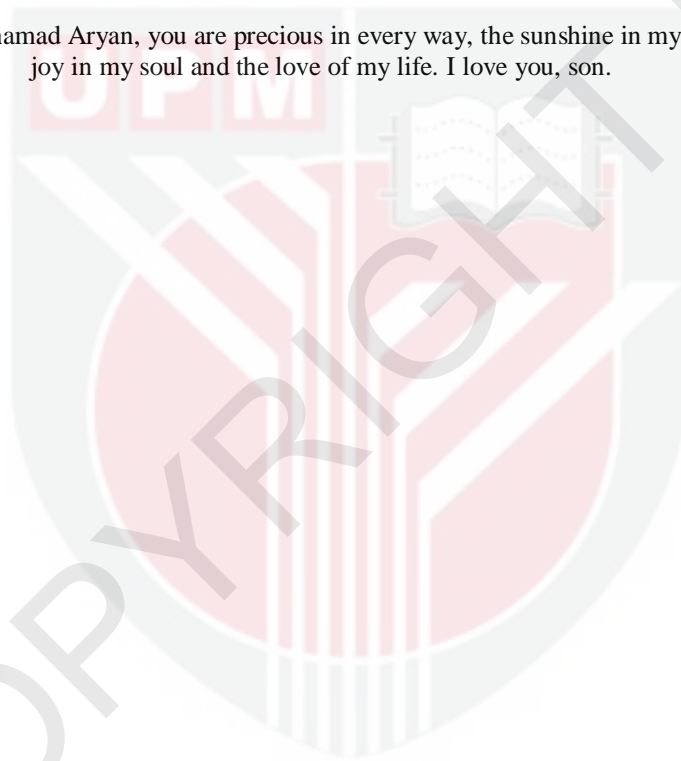 hamad Aryan, you are precious in every way, the sunshine in my
joy in my soul and the love of my life. I love you, son.
UPM
OPYRIGHT